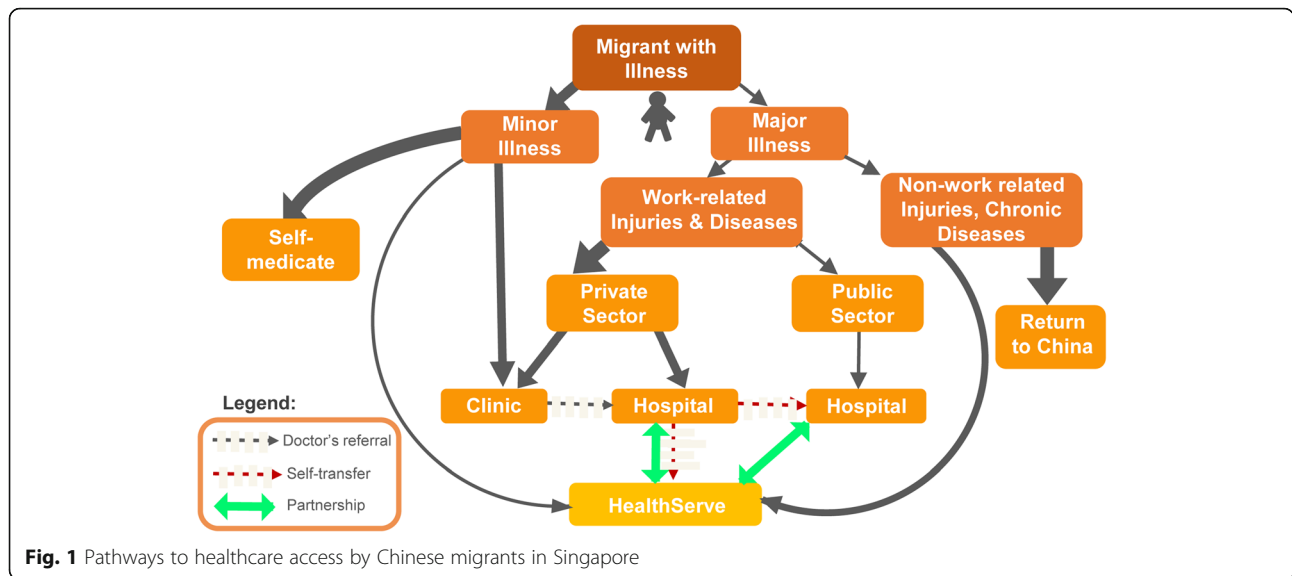 Migrant with
Illness
Minor
Illness
Major
Illness
Work-related
Injuries & Diseases
Non-work related
Injuries, Chronic
Diseases
Self-
medicate
Private
Sector
Public
Sector
Return
to China
Clinic
Hospital
Hospital
Legend:
Doctor's referral
Self-transfer
Partnership
HealthServe
Fig. 1 Pathways to healthcare access by Chinese migrants in Singapore